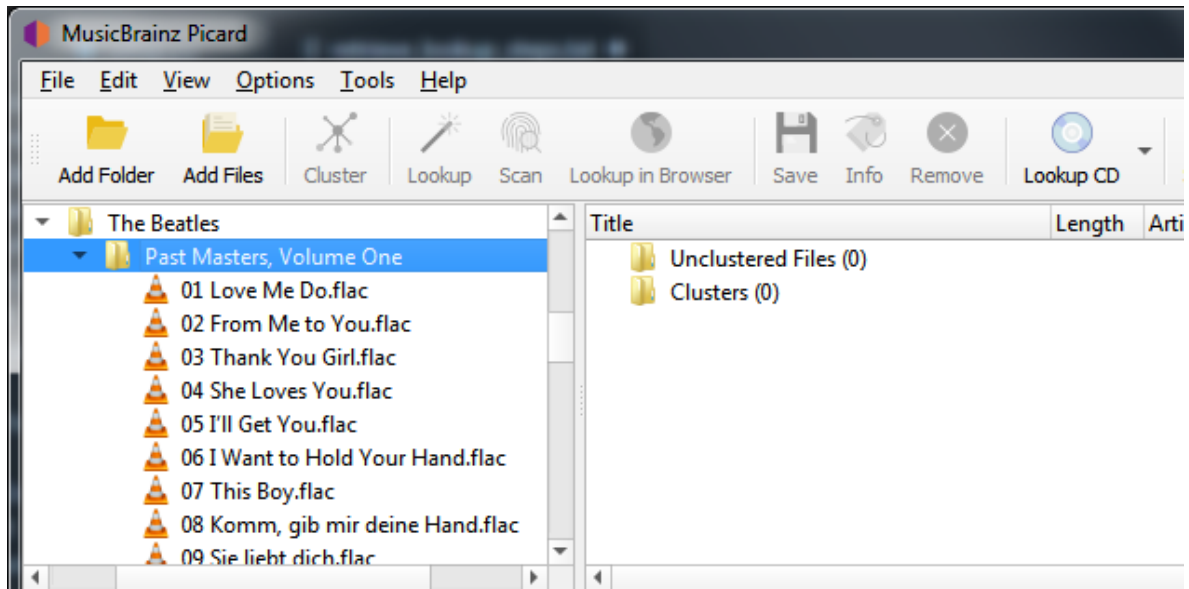 MusicBrainz Picard
File Edit View Options Tools Help
Add Folder Add Files Cluster Lookup Scan Lookup in Browser Save Info Remove Lookup CD
The Beatles
Past Masters, Volume One
01 Love Me Do.flac
02 From Me to You.flac
03 Thank You Girl.flac
04 She Loves You.flac
05 I'll Get You.flac
06 I Want to Hold Your Hand.flac
07 This Boy.flac
08 Komm, gib mir deine Hand.flac
09 Sie liebt dich.flac
Title Length Arti
Unclustered Files (0)
Clusters (0)